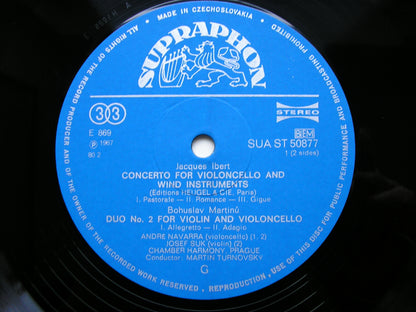 MADE IN CZECHOSLOVAKIA
ALL RIGHTS OF THE RECORD PRODUCER AND OF THE OWNER OF THE RECORDED WORK RESERVED · REPRODUCTION, USE OF THIS DISC FOR PUBLIC PERFORMANCE AND BROADCASTING PROHIBITED
SUPRAPHON
33
STEREO
E 869
℗ 1967
80 2
SUA ST 50877
1 (2 sides)
Jacques Ibert
CONCERTO FOR VIOLONCELLO AND
WIND INSTRUMENTS
(Editions HEUGEL & CIE, Paris)
I. Pastorale — II. Romance — III. Gigue
Bohuslav Martinů
DUO No. 2 FOR VIOLIN AND VIOLONCELLO
I. Allegretto — II. Adagio
ANDRE NAVARRA (violoncello) (1, 2)
JOSEF SUK (violin) (2)
CHAMBER HARMONY, PRAGUE
Conductor: MARTIN TURNOVSKY
G